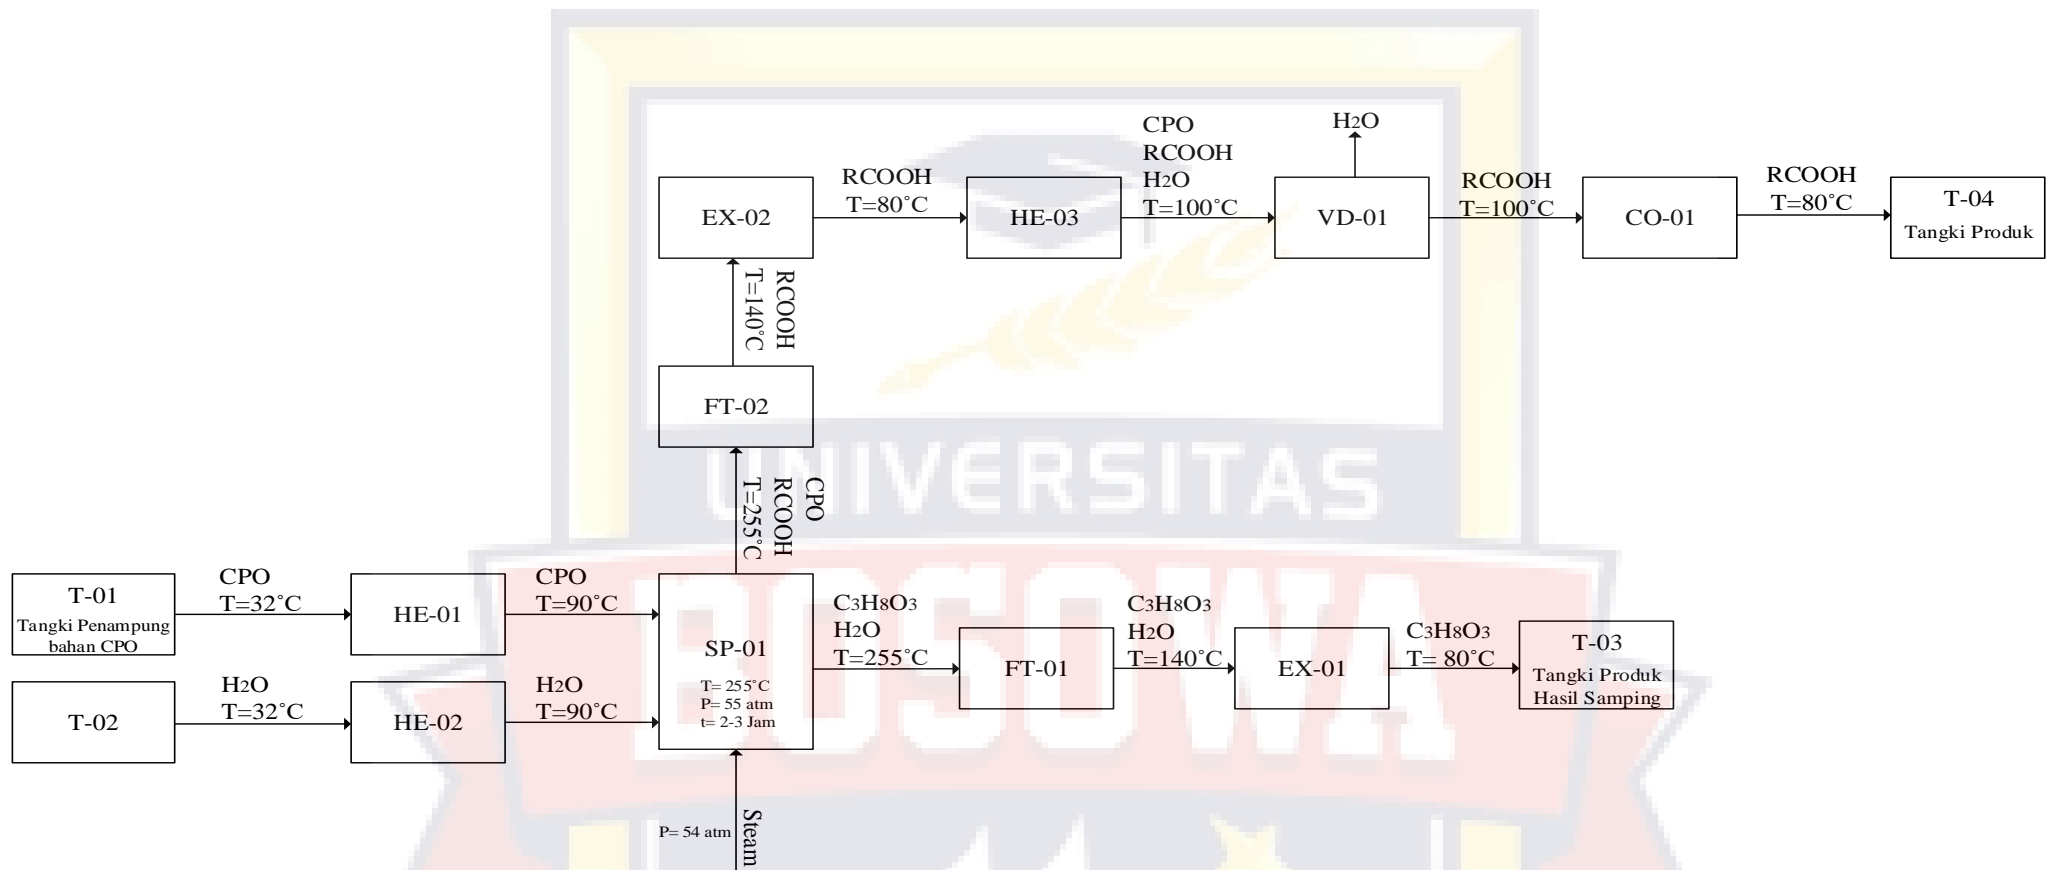 H2O
CPO
RCOOH
H2O
T=100˚C
EX-02
RCOOH
T=80˚C
HE-03
VD-01
RCOOH
T=100˚C
CO-01
RCOOH
T=80˚C
T-04
Tangki Produk
RCOOH
T=140˚C
FT-02
UNIVERSITAS
CPO
RCOOH
T=255˚C
BOSOWA
T-01
Tangki Penampung
bahan CPO
CPO
T=32˚C
HE-01
CPO
T=90˚C
SP-01
T= 255˚C
P= 55 atm
t= 2-3 Jam
C3H8O3
H2O
T=255˚C
FT-01
C3H8O3
H2O
T=140˚C
EX-01
C3H8O3
T= 80˚C
T-03
Tangki Produk
Hasil Samping
T-02
H2O
T=32˚C
HE-02
H2O
T=90˚C
P= 54 atm
Steam